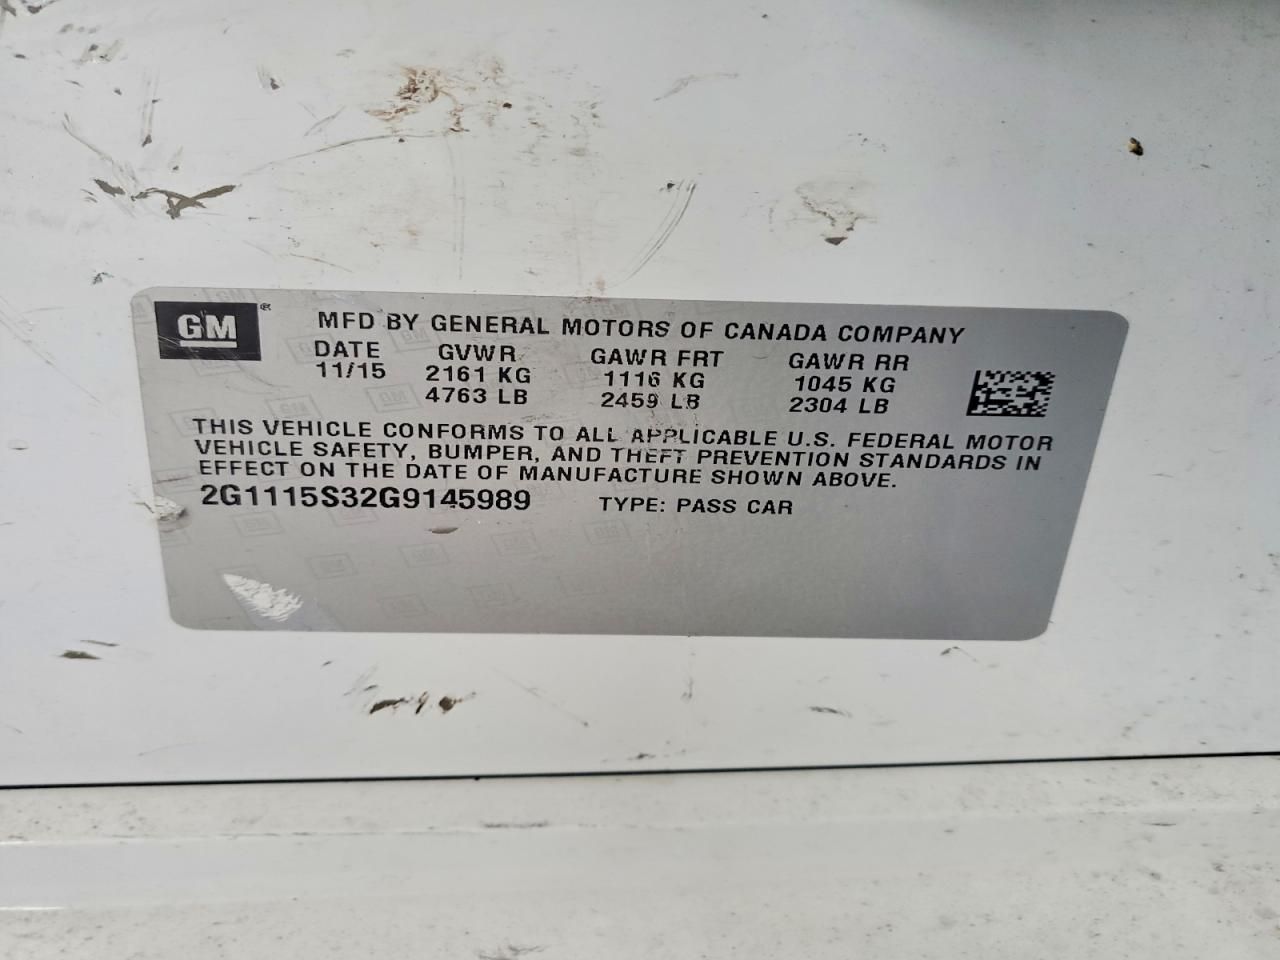 GM® MFD BY GENERAL MOTORS OF CANADA COMPANY
DATE GVWR GAWR FRT GAWR RR
11/15 2161 KG 1116 KG 1045 KG
4763 LB 2459 LB 2304 LB
THIS VEHICLE CONFORMS TO ALL APPLICABLE U.S. FEDERAL MOTOR
VEHICLE SAFETY, BUMPER, AND THEFT PREVENTION STANDARDS IN
EFFECT ON THE DATE OF MANUFACTURE SHOWN ABOVE.
2G1115S32G9145989 TYPE: PASS CAR